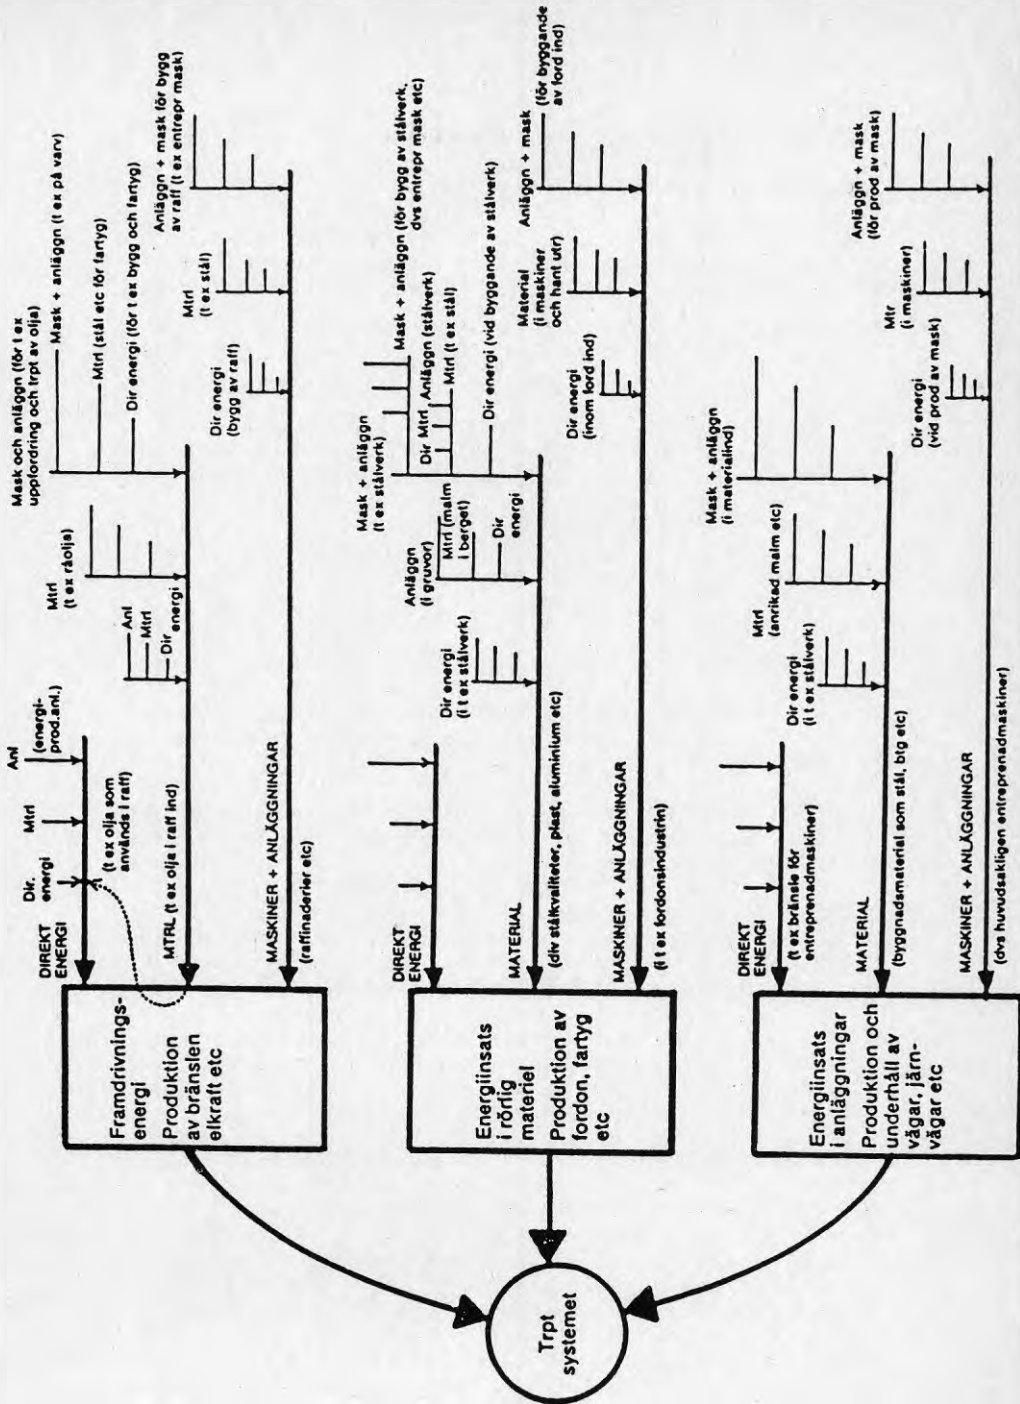 Trpt
systemet
Framdrivnings-
energi
Produktion
av bränslen
elkraft etc
DIREKT
ENERGI
Dir.
energi
Mtrl
Anl
(energi-
prod.anl.)
(t ex olja som
används i raff)
MTRL (t ex olja i raff ind)
Anl
Mtrl
Dir
energi
Mtrl
(t ex råolja)
Mask och anläggn (för t ex
uppfordring och trpt av olja)
Mask + anläggn (t ex på varv)
Mtrl (stål etc för fartyg)
Dir energi (för t ex bygg och fartyg)
MASKINER + ANLÄGGNINGAR
(raffinaderier etc)
Dir energi
(bygg av raff)
Mtrl
(t ex stål)
Anläggn + mask för bygg
av raff (t ex entrepr mask)
Energiinsats
i rörlig
materiel
Produktion av
fordon, fartyg
etc
DIREKT
ENERGI
MATERIAL
(div stålkvaliteter, plast, aluminium etc)
Dir energi
(i t ex stålverk)
Anläggn
(i gruvor)
Mtrl (malm
i berget)
Dir
energi
Mask + anläggn
(t ex stålverk)
Mask + anläggn (för bygg av stålverk,
dvs entrepr mask etc)
Dir Mtrl Anläggn (stålverk)
Mtrl (t ex stål)
Dir energi (vid byggande av stålverk)
MASKINER + ANLÄGGNINGAR
(i t ex fordonsindustrin)
Dir energi
(inom ford ind)
Material
(i maskiner
och hant utr)
Anläggn + mask
(för byggande
av ford ind)
Energiinsats
i anläggningar
Produktion och
underhåll av
vägar, järn-
vägar etc
DIREKT
ENERGI
(t ex bränsle för
entreprenadmaskiner)
MATERIAL
(byggnadsmaterial som stål, btg etc)
Dir energi
(i t ex stålverk)
Mtrl
(anrikad malm etc)
Mask + anläggn
(i materialind)
MASKINER + ANLÄGGNINGAR
(dvs huvudsakligen entreprenadmaskiner)
Dir energi
(vid prod av mask)
Mtr
(i maskiner)
Anläggn + mask
(för prod av mask)